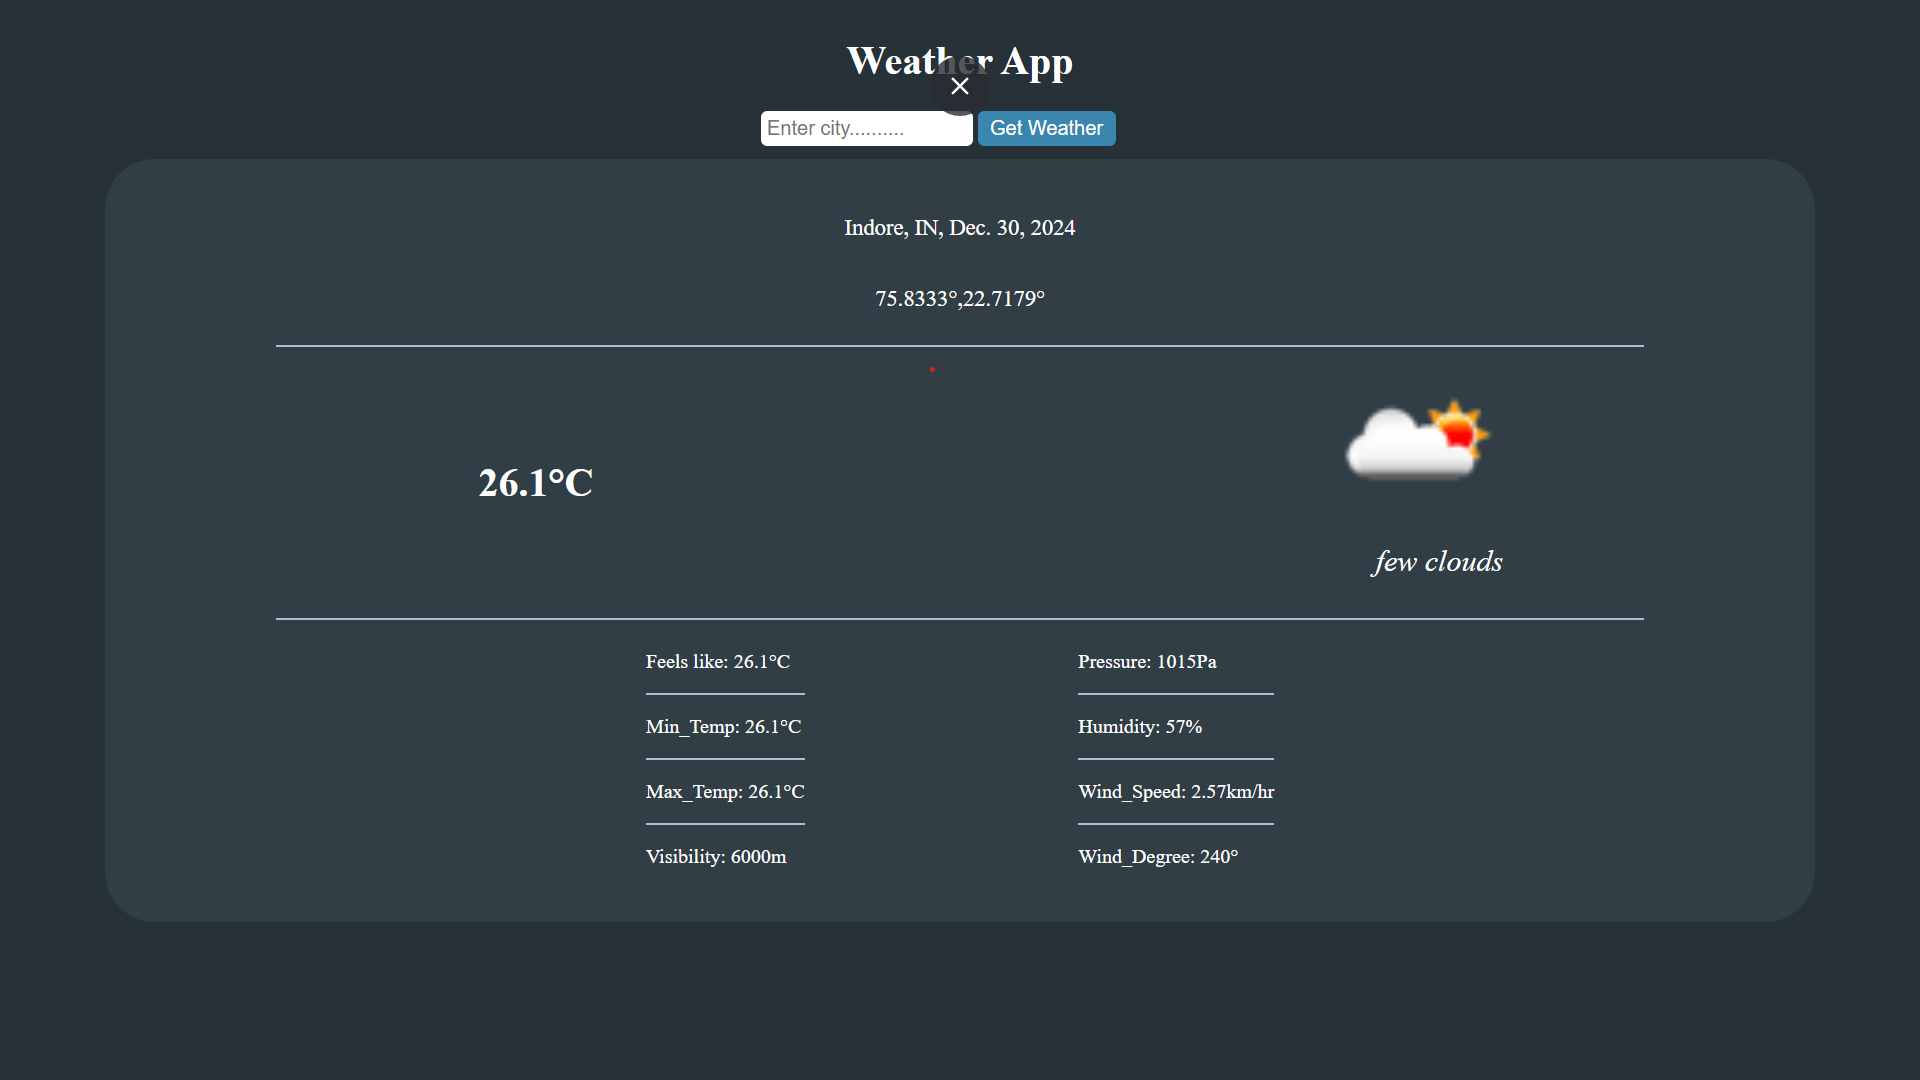 Weather App
Enter city..........
Get Weather
Indore, IN, Dec. 30, 2024
75.8333°,22.7179°
26.1°C
few clouds
Feels like: 26.1°C
Pressure: 1015Pa
Min_Temp: 26.1°C
Humidity: 57%
Max_Temp: 26.1°C
Wind_Speed: 2.57km/hr
Visibility: 6000m
Wind_Degree: 240°